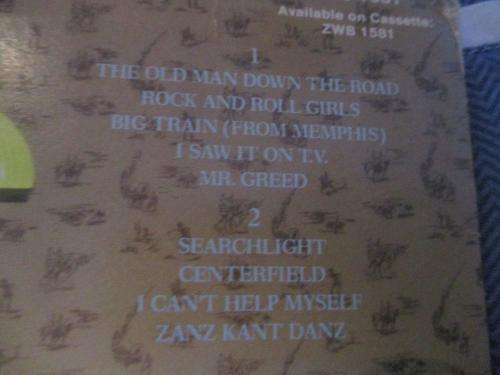 Available on Cassette:
ZWB 1581
1
THE OLD MAN DOWN THE ROAD
ROCK AND ROLL GIRLS
BIG TRAIN (FROM MEMPHIS)
I SAW IT ON T.V.
MR. GREED
2
SEARCHLIGHT
CENTERFIELD
I CAN'T HELP MYSELF
ZANZ KANT DANZ